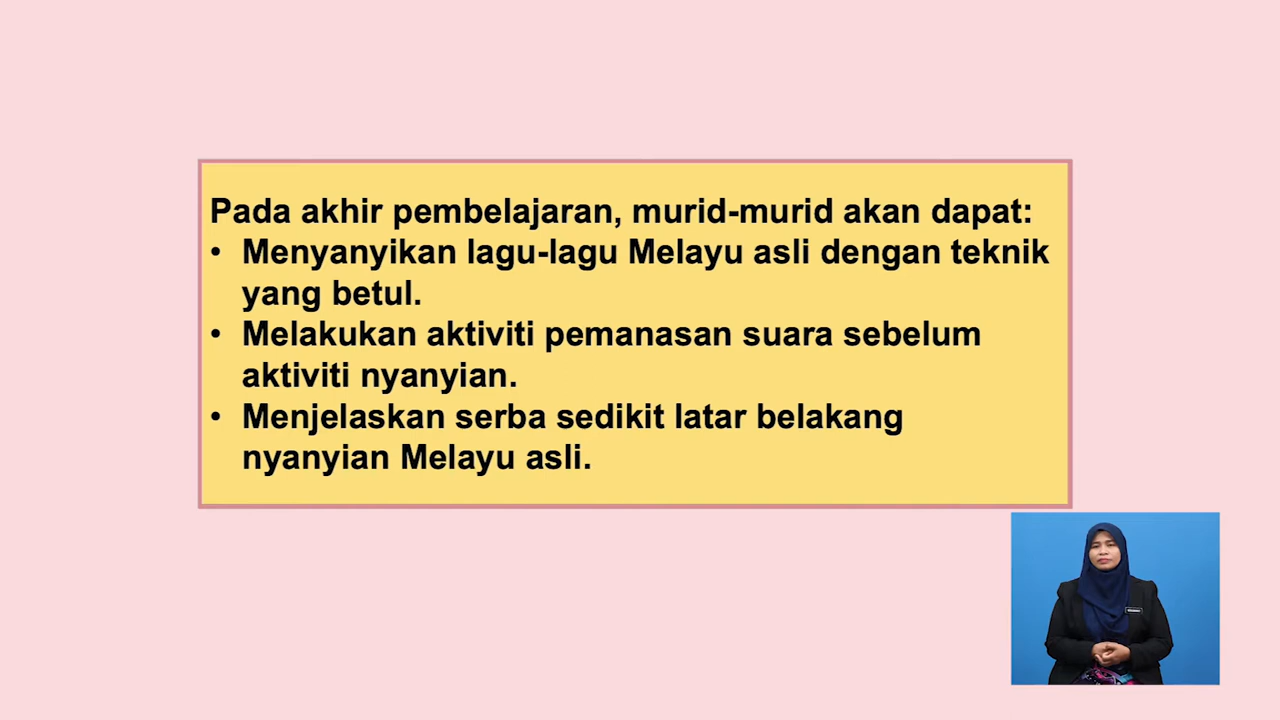 Pada akhir pembelajaran, murid-murid akan dapat:
• Menyanyikan lagu-lagu Melayu asli dengan teknik
yang betul.
• Melakukan aktiviti pemanasan suara sebelum
aktiviti nyanyian.
• Menjelaskan serba sedikit latar belakang
nyanyian Melayu asli.